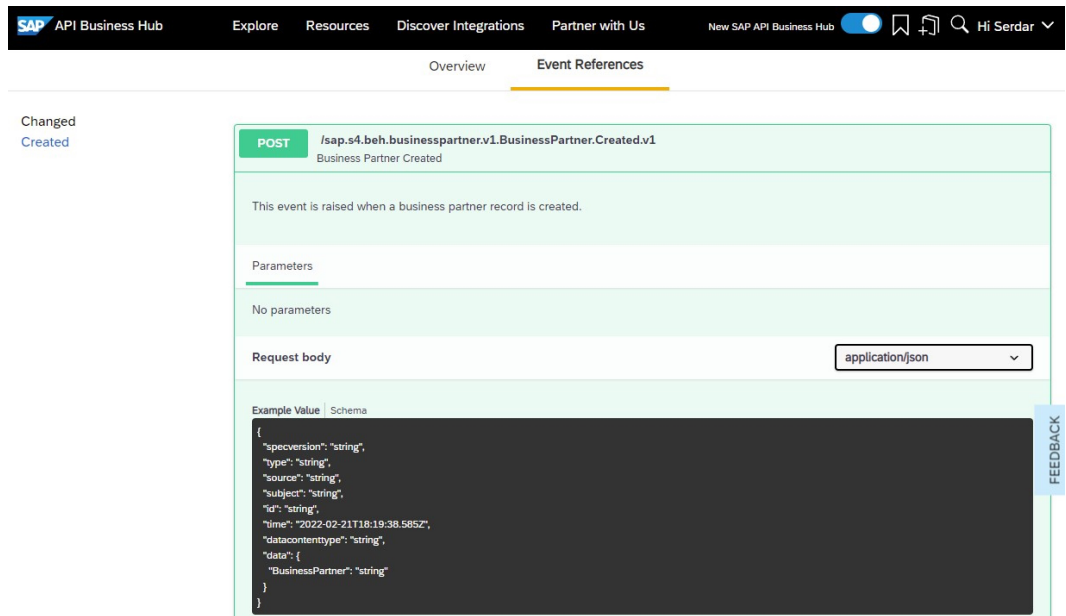 SAP API Business Hub Explore Resources Discover Integrations Partner with Us New SAP API Business Hub Hi Serdar
Overview Event References
Changed
Created
POST /sap.s4.beh.businesspartner.v1.BusinessPartner.Created.v1
Business Partner Created
This event is raised when a business partner record is created.
Parameters
No parameters
Request body application/json
Example Value Schema
{
"specversion": "string",
"type": "string",
"source": "string",
"subject": "string",
"id": "string",
"time": "2022-02-21T18:19:38.585Z",
"datacontenttype": "string",
"data": {
"BusinessPartner": "string"
}
}
FEEDBACK